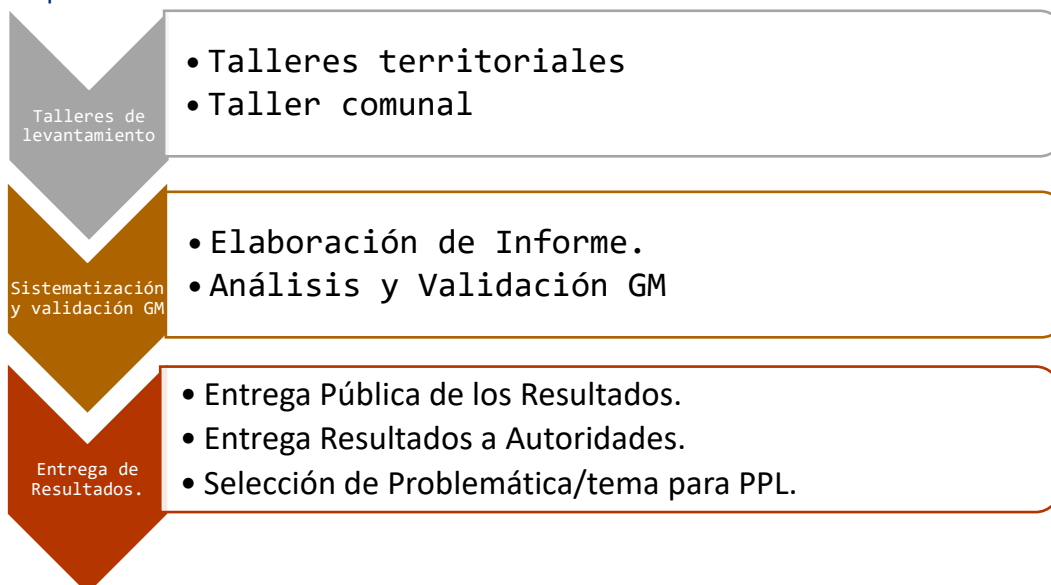 • Talleres territoriales
• Taller comunal
Talleres de
levantamiento
• Elaboración de Informe.
• Análisis y Validación GM
Sistematización
y validación GM
• Entrega Pública de los Resultados.
• Entrega Resultados a Autoridades.
• Selección de Problemática/tema para PPL.
Entrega de
Resultados.